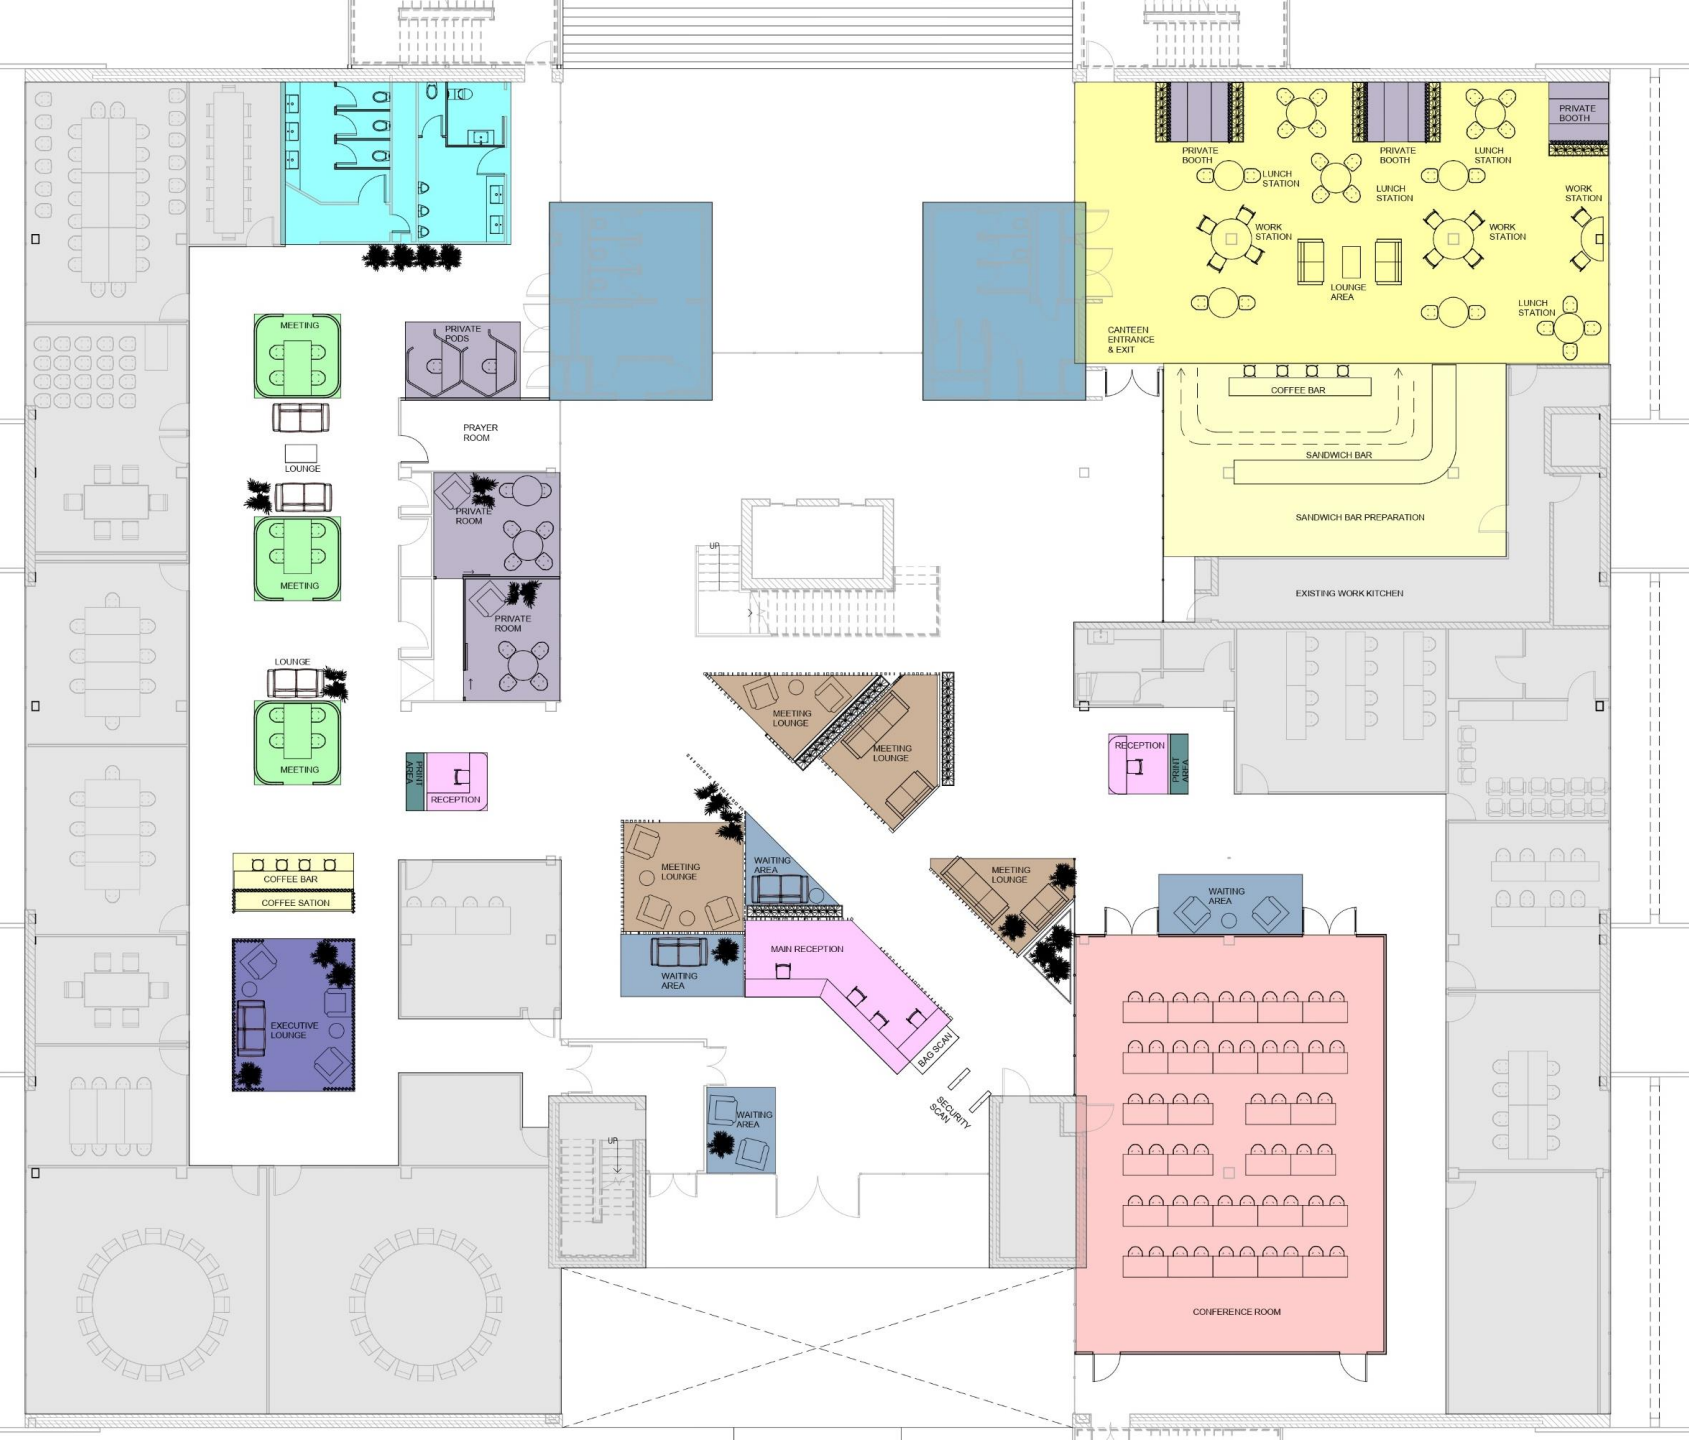 PRIVATE
BOOTH
PRIVATE
BOOTH
PRIVATE
BOOTH
LUNCH
STATION
LUNCH
STATION
LUNCH
STATION
WORK
STATION
WORK
STATION
WORK
STATION
LOUNGE
AREA
LUNCH
STATION
CANTEEN
ENTRANCE
& EXIT
MEETING
PRIVATE
PODS
COFFEE BAR
PRAYER
ROOM
LOUNGE
SANDWICH BAR
PRIVATE
ROOM
SANDWICH BAR PREPARATION
UP
MEETING
EXISTING WORK KITCHEN
PRIVATE
ROOM
LOUNGE
MEETING
LOUNGE
MEETING
LOUNGE
RECEPTION
PRINT
AREA
MEETING
PRINT
AREA
RECEPTION
COFFEE BAR
COFFEE SATION
MEETING
LOUNGE
WAITING
AREA
MEETING
LOUNGE
WAITING
AREA
MAIN RECEPTION
WAITING
AREA
EXECUTIVE
LOUNGE
BAG SCAN
SECURITY
SCAN
WAITING
AREA
UP
CONFERENCE ROOM